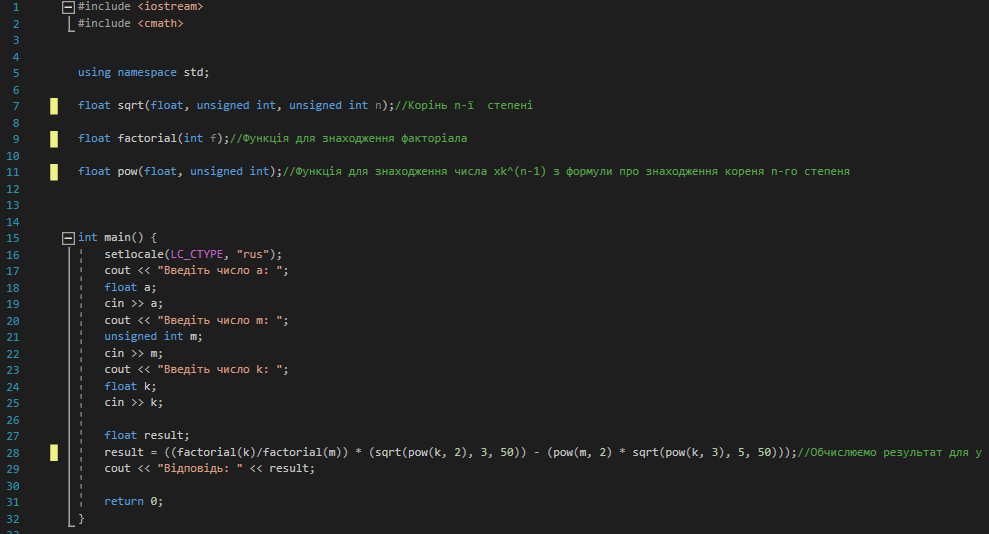 1 #include <iostream>
2 #include <cmath>
3
4
5 using namespace std;
6
7 float sqrt(float, unsigned int, unsigned int n);//Корінь n-ї  степені
8
9 float factorial(int f);//Функція для знаходження факторіала
10
11 float pow(float, unsigned int);//Функція для знаходження числа xk^(n-1) з формули про знаходження кореня n-го степеня
12
13
14
15 int main() {
16 setlocale(LC_CTYPE, "rus");
17 cout << "Введіть число a: ";
18 float a;
19 cin >> a;
20 cout << "Введіть число m: ";
21 unsigned int m;
22 cin >> m;
23 cout << "Введіть число k: ";
24 float k;
25 cin >> k;
26
27 float result;
28 result = ((factorial(k)/factorial(m)) * (sqrt(pow(k, 2), 3, 50)) - (pow(m, 2) * sqrt(pow(k, 3), 5, 50)));//Обчислюємо результат для y
29 cout << "Відповідь: " << result;
30
31 return 0;
32 }